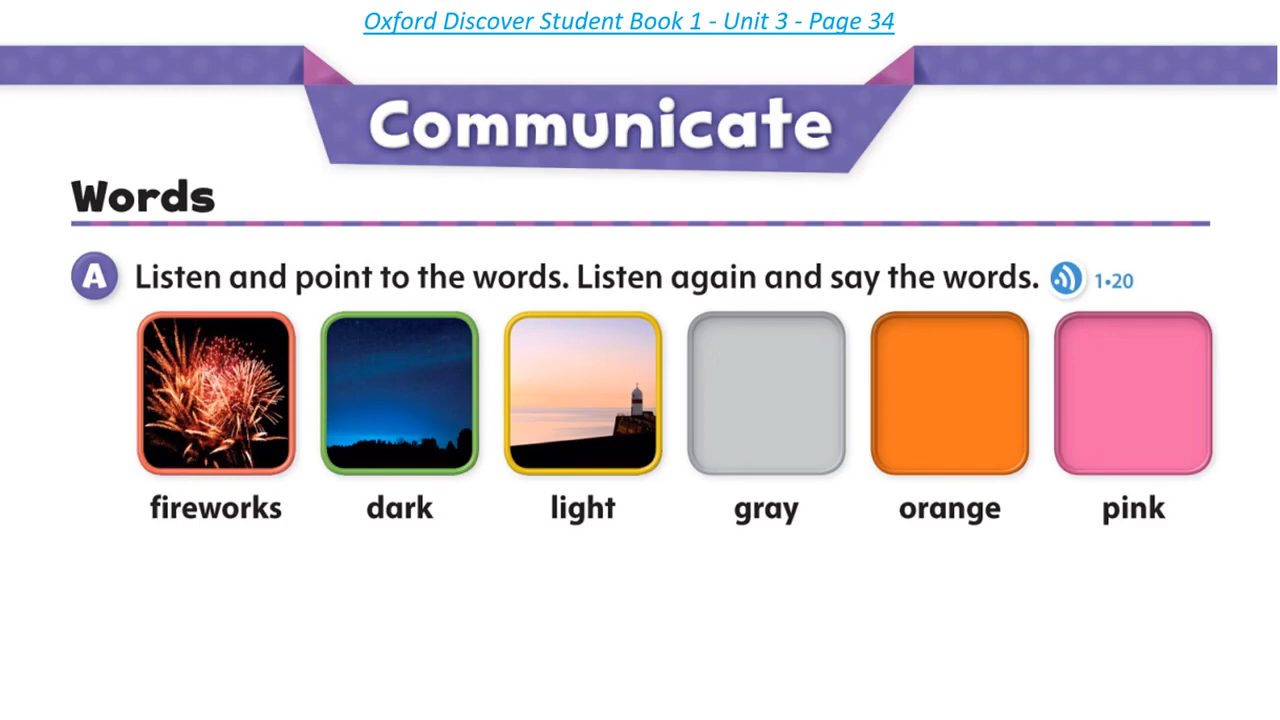 Oxford Discover Student Book 1 - Unit 3 - Page 34
Communicate
Words
A Listen and point to the words. Listen again and say the words. 1•20
fireworks dark light gray orange pink